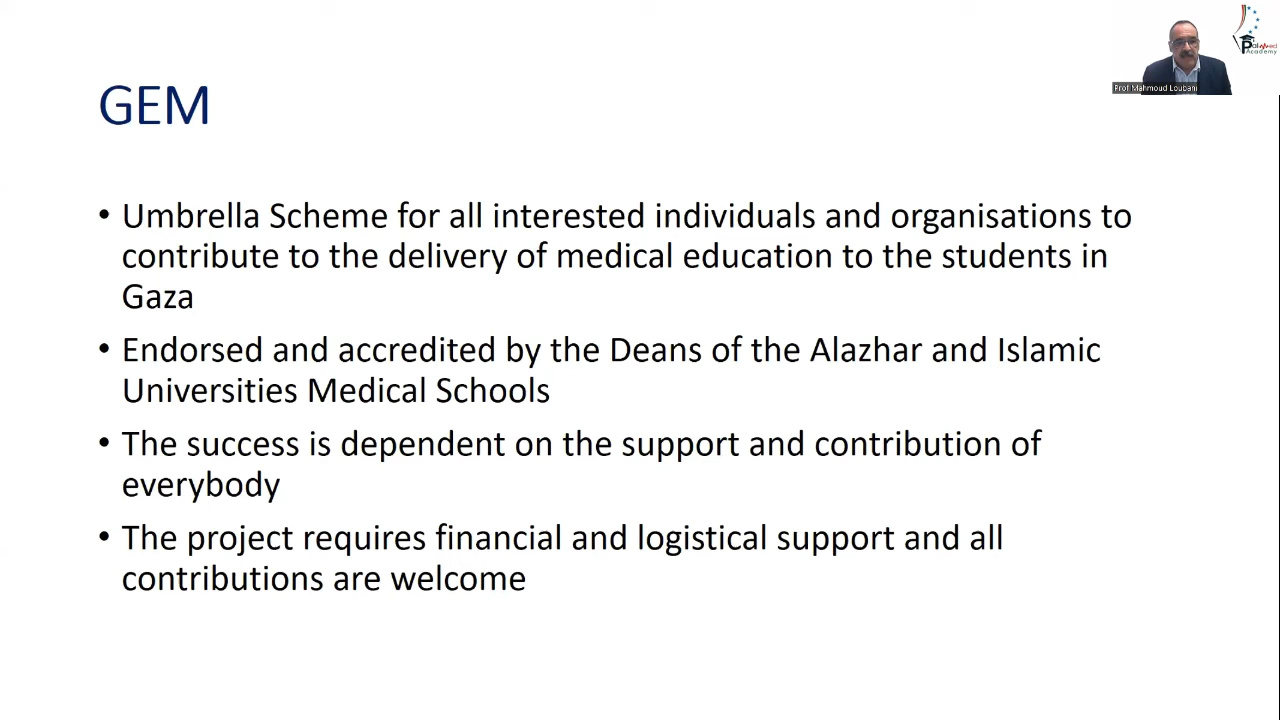 PalMed
Academy
Prof Mahmoud Loubani
GEM
• Umbrella Scheme for all interested individuals and organisations to
contribute to the delivery of medical education to the students in
Gaza
• Endorsed and accredited by the Deans of the Alazhar and Islamic
Universities Medical Schools
• The success is dependent on the support and contribution of
everybody
• The project requires financial and logistical support and all
contributions are welcome